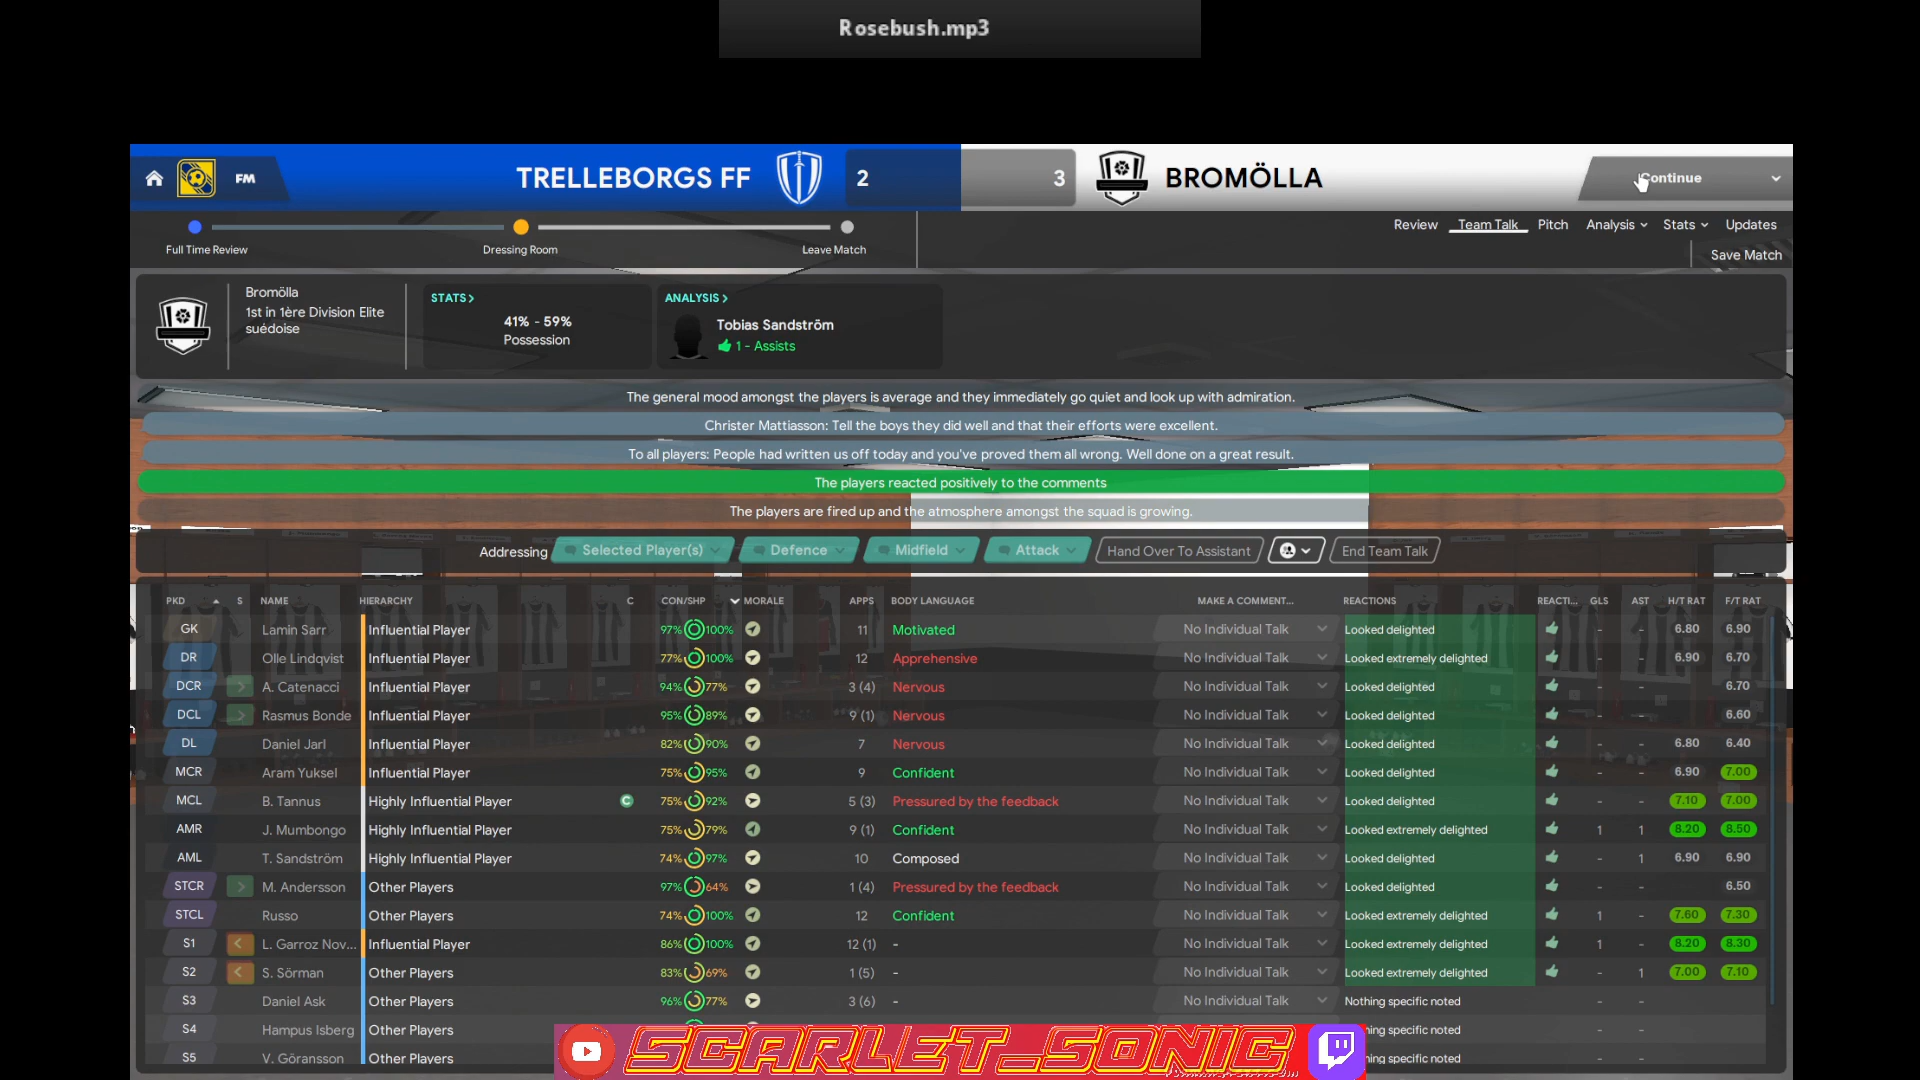 Rosebush.mp3
FM
TRELLEBORGS FF
2
3
BROMÖLLA
Continue
Full Time Review
Dressing Room
Leave Match
Review
Team Talk
Pitch
Analysis
Stats
Updates
Save Match
Bromölla
1st in 1ère Division Elite
suédoise
STATS
41% - 59%
Possession
ANALYSIS
Tobias Sandström
1 - Assists
The general mood amongst the players is average and they immediately go quiet and look up with admiration.
Christer Mattiasson: Tell the boys they did well and that their efforts were excellent.
To all players: People had written us off today and you've proved them all wrong. Well done on a great result.
The players reacted positively to the comments
The players are fired up and the atmosphere amongst the squad is growing.
Addressing Selected Player(s) Defence Midfield Attack Hand Over To Assistant End Team Talk
PKD S NAME HIERARCHY C CON/SHP MORALE APPS BODY LANGUAGE MAKE A COMMENT... REACTIONS REACTI... GLS AST H/T RAT F/T RAT
GK Lamin Sarr Influential Player 97% 100% 11 Motivated No Individual Talk Looked delighted - - 6.80 6.90
DR Olle Lindqvist Influential Player 77% 100% 12 Apprehensive No Individual Talk Looked extremely delighted - - 6.90 6.70
DCR A. Catenacci Influential Player 94% 77% 3 (4) Nervous No Individual Talk Looked delighted - - 6.70
DCL Rasmus Bonde Influential Player 95% 89% 9 (1) Nervous No Individual Talk Looked delighted - - 6.60
DL Daniel Jarl Influential Player 82% 90% 7 Nervous No Individual Talk Looked delighted - - 6.80 6.40
MCR Aram Yuksel Influential Player 75% 95% 9 Confident No Individual Talk Looked delighted - - 6.90 7.00
MCL B. Tannus Highly Influential Player C 75% 92% 5 (3) Pressured by the feedback No Individual Talk Looked delighted - - 7.10 7.00
AMR J. Mumbongo Highly Influential Player 75% 79% 9 (1) Confident No Individual Talk Looked extremely delighted 1 1 8.20 8.50
AML T. Sandström Highly Influential Player 74% 97% 10 Composed No Individual Talk Looked delighted - 1 6.90 6.90
STCR M. Andersson Other Players 97% 64% 1 (4) Pressured by the feedback No Individual Talk Looked delighted - - 6.50
STCL Russo Other Players 74% 100% 12 Confident No Individual Talk Looked extremely delighted 1 - 7.60 7.30
S1 L. Garroz Nov... Influential Player 86% 100% 12 (1) - No Individual Talk Looked extremely delighted 1 - 8.20 8.30
S2 S. Sörman Other Players 83% 69% 1 (5) - No Individual Talk Looked extremely delighted - 1 7.00 7.10
S3 Daniel Ask Other Players 96% 77% 3 (6) - No Individual Talk Nothing specific noted - -
S4 Hampus Isberg Other Players specific noted - -
S5 V. Göransson Other Players specific noted - -
SCARLET_SONIC